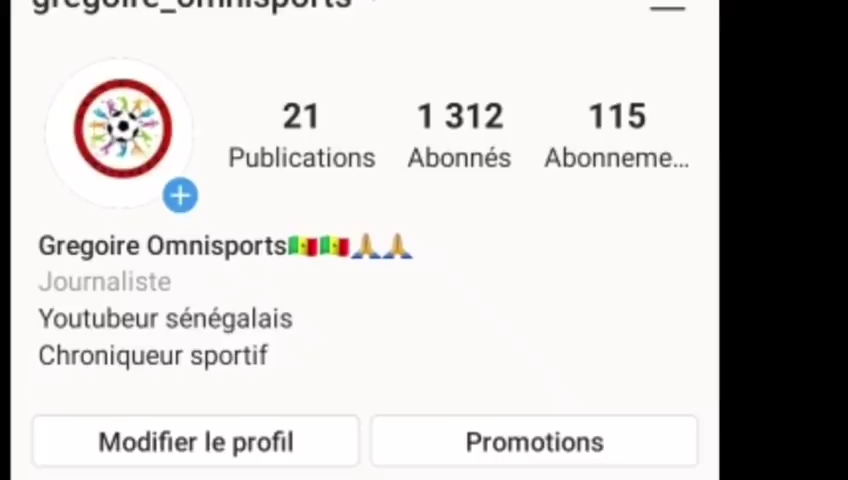 gregoire_omnisports
21 1 312 115
Publications Abonnés Abonneme...
Gregoire Omnisports🇸🇳🇸🇳🙏🙏
Journaliste
Youtubeur sénégalais
Chroniqueur sportif
Modifier le profil Promotions